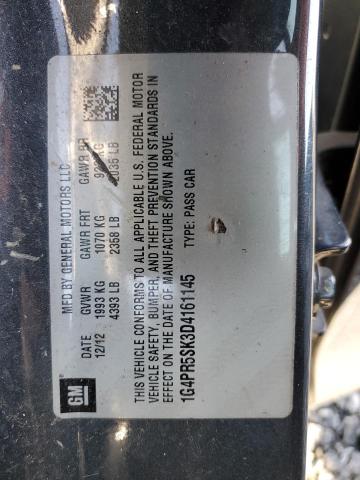 GM
MFD BY GENERAL MOTORS LLC
DATE GVWR GAWR FRT GAWR RR
12/12 1993 KG 1070 KG KG
4393 LB 2358 LB 2035 LB
THIS VEHICLE CONFORMS TO ALL APPLICABLE U.S. FEDERAL MOTOR
VEHICLE SAFETY, BUMPER, AND THEFT PREVENTION STANDARDS IN
EFFECT ON THE DATE OF MANUFACTURE SHOWN ABOVE.
1G4PR5SK3D4161145 TYPE: PASS CAR